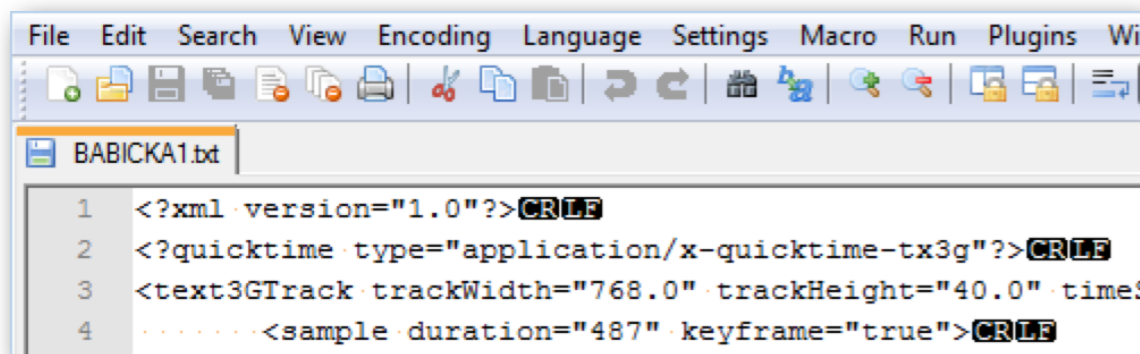 File Edit Search View Encoding Language Settings Macro Run Plugins Wi
BABICKA1.txt
1 <?xml version="1.0"?>CRLF
2 <?quicktime type="application/x-quicktime-tx3g"?>CRLF
3 <text3GTrack trackWidth="768.0" trackHeight="40.0" time
4 <sample duration="487" keyframe="true">CRLF